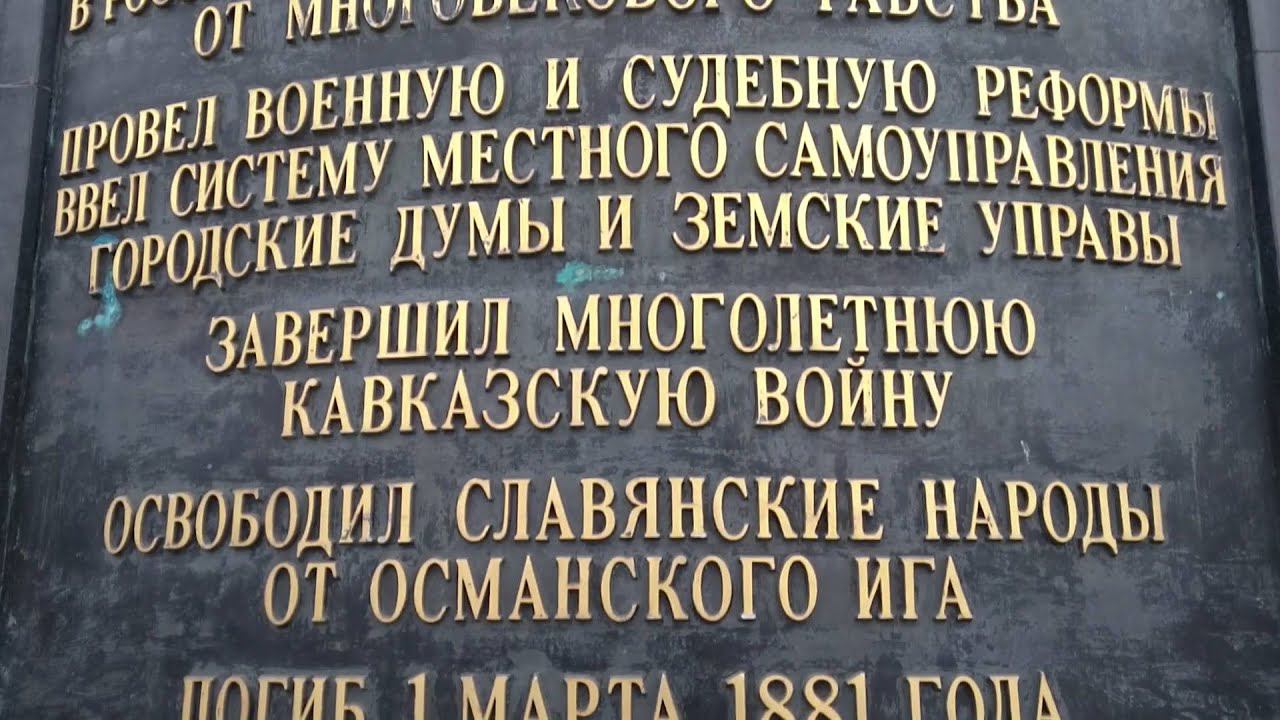 ОТ МНОГОВЕКОВОГО РАБСТВА
ПРОВЕЛ ВОЕННУЮ И СУДЕБНУЮ РЕФОРМЫ
ВВЕЛ СИСТЕМУ МЕСТНОГО САМОУПРАВЛЕНИЯ
ГОРОДСКИЕ ДУМЫ И ЗЕМСКИЕ УПРАВЫ
ЗАВЕРШИЛ МНОГОЛЕТНЮЮ
КАВКАЗСКУЮ ВОЙНУ
ОСВОБОДИЛ СЛАВЯНСКИЕ НАРОДЫ
ОТ ОСМАНСКОГО ИГА
ПОГИБ 1 МАРТА 1881 ГОДА